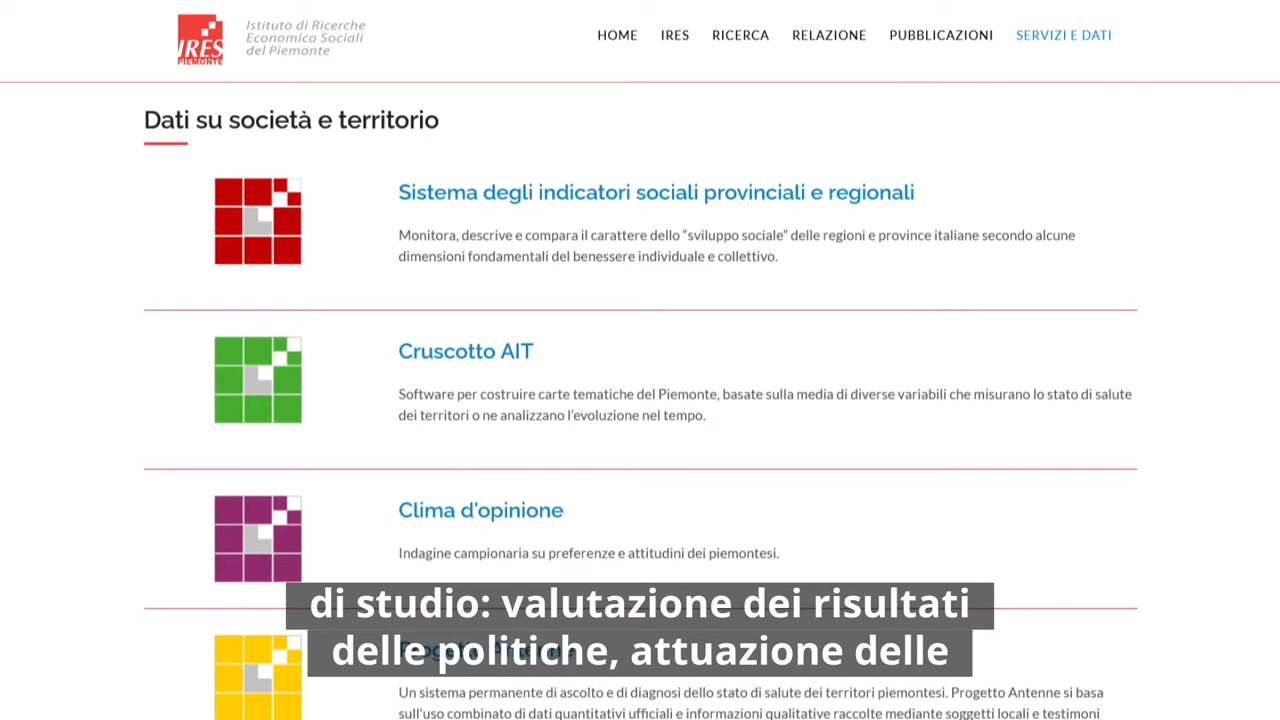 IRES
PIEMONTE
Istituto di Ricerche
Economico Sociali
del Piemonte
HOME IRES RICERCA RELAZIONE PUBBLICAZIONI SERVIZI E DATI
Dati su società e territorio
Sistema degli indicatori sociali provinciali e regionali
Monitora, descrive e compara il carattere dello “sviluppo sociale” delle regioni e province italiane secondo alcune
dimensioni fondamentali del benessere individuale e collettivo.
Cruscotto AIT
Software per costruire carte tematiche del Piemonte, basate sulla media di diverse variabili che misurano lo stato di salute
dei territori o ne analizzano l’evoluzione nel tempo.
Clima d'opinione
Indagine campionaria su preferenze e attitudini dei piemontesi.
di studio: valutazione dei risultati
delle politiche, attuazione delle
Un sistema permanente di ascolto e di diagnosi dello stato di salute dei territori piemontesi. Progetto Antenne si basa
sull'uso combinato di dati quantitativi ufficiali e informazioni qualitative raccolte mediante soggetti locali e testimoni